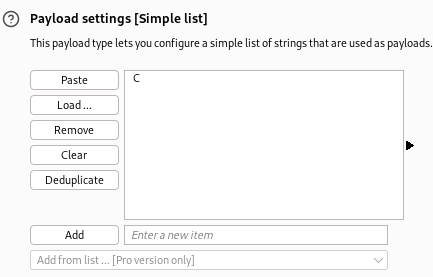 Payload settings [Simple list]
This payload type lets you configure a simple list of strings that are used as payloads.
Paste
C
Load ...
Remove
Clear
Deduplicate
Add
Enter a new item
Add from list ... [Pro version only]